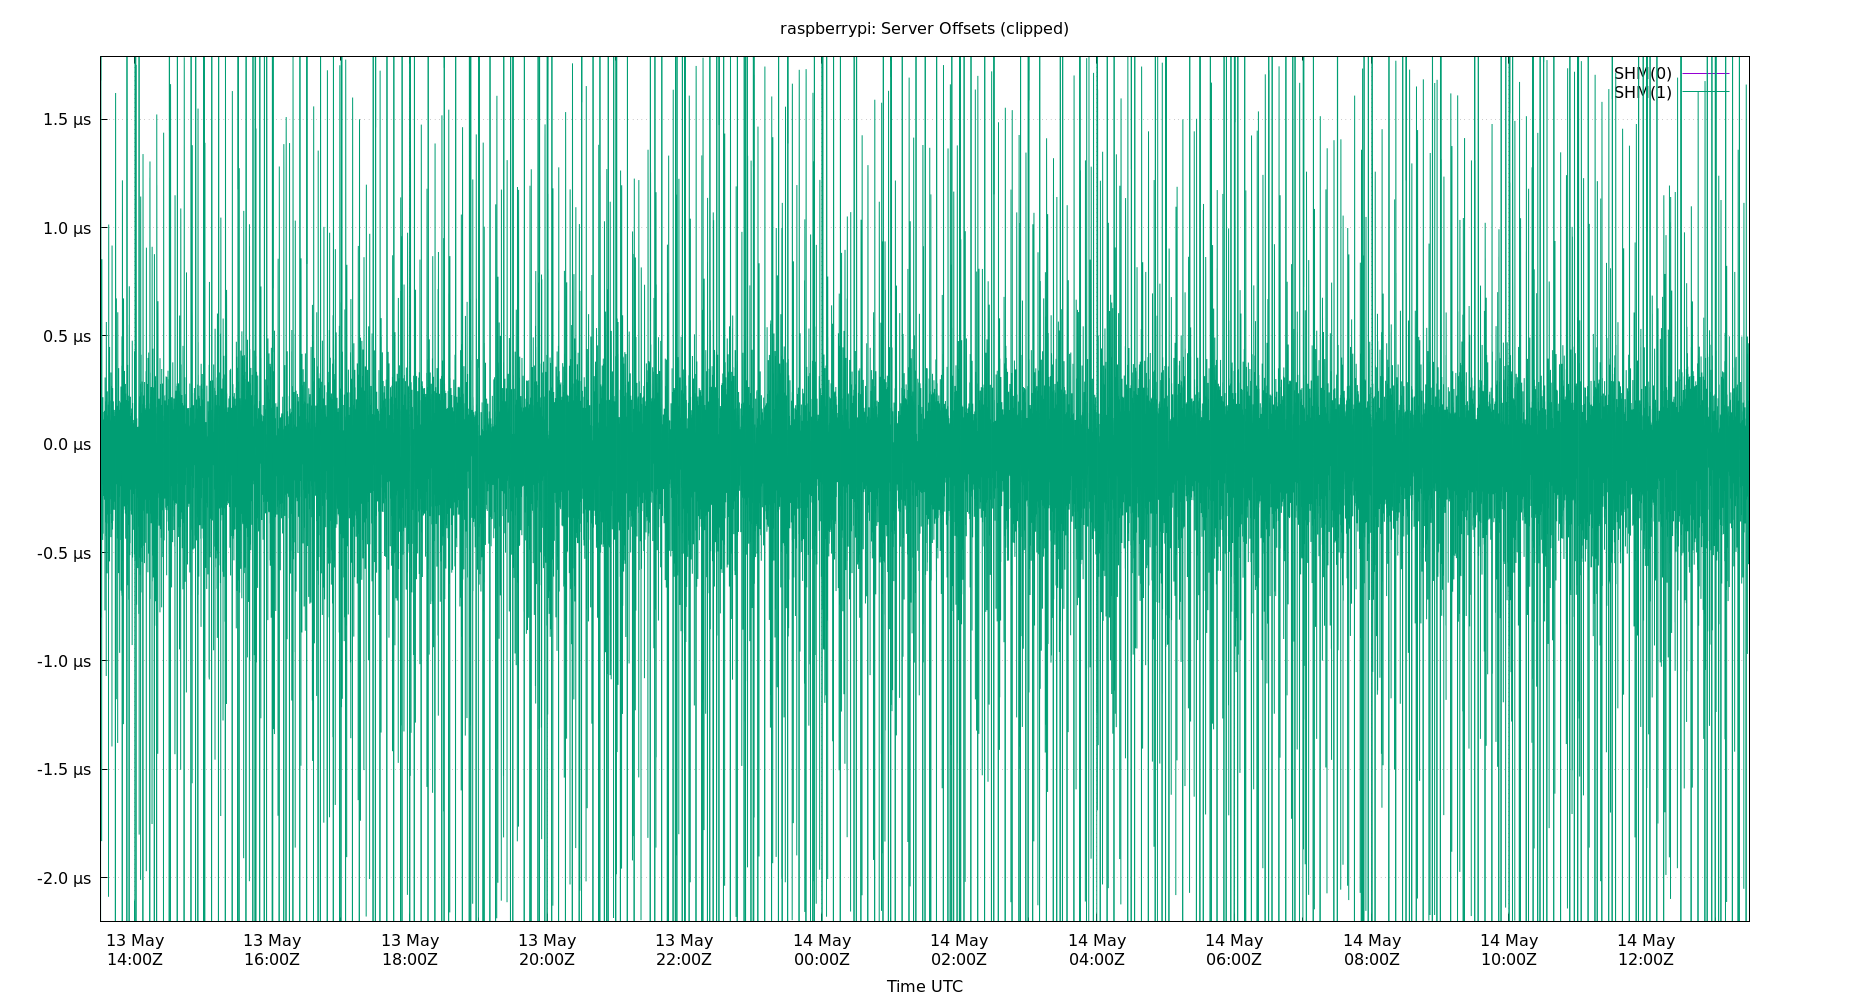 raspberrypi: Server Offsets (clipped)
SHM(0)
SHM(1)
1.5 µs
1.0 µs
0.5 µs
0.0 µs
-0.5 µs
-1.0 µs
-1.5 µs
-2.0 µs
13 May 13 May 13 May 13 May 13 May 14 May 14 May 14 May 14 May 14 May 14 May 14 May
14:00Z 16:00Z 18:00Z 20:00Z 22:00Z 00:00Z 02:00Z 04:00Z 06:00Z 08:00Z 10:00Z 12:00Z
Time UTC